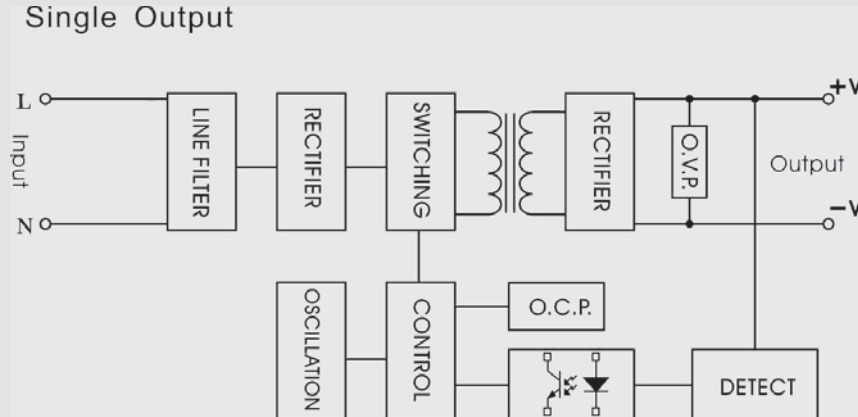 Single Output
L
Input
N
LINE FILTER
RECTIFIER
SWITCHING
RECTIFIER
O.V.P.
+V
Output
-V
OSCILLATION
CONTROL
O.C.P.
DETECT